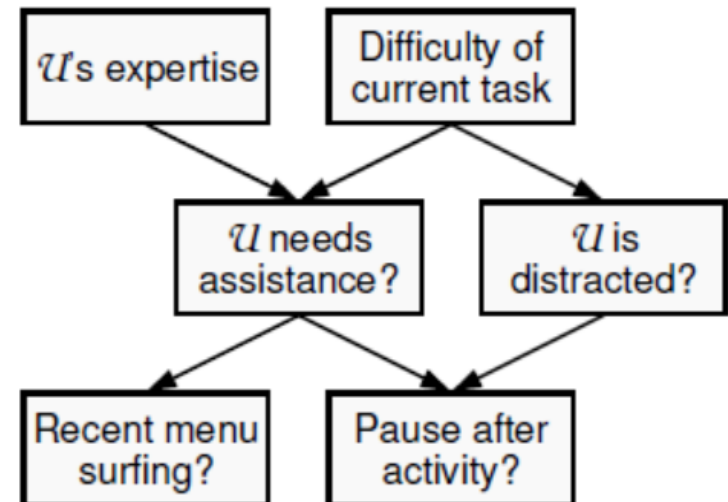 𝒰's expertise
Difficulty of
current task
𝒰 needs
assistance?
𝒰 is
distracted?
Recent menu
surfing?
Pause after
activity?